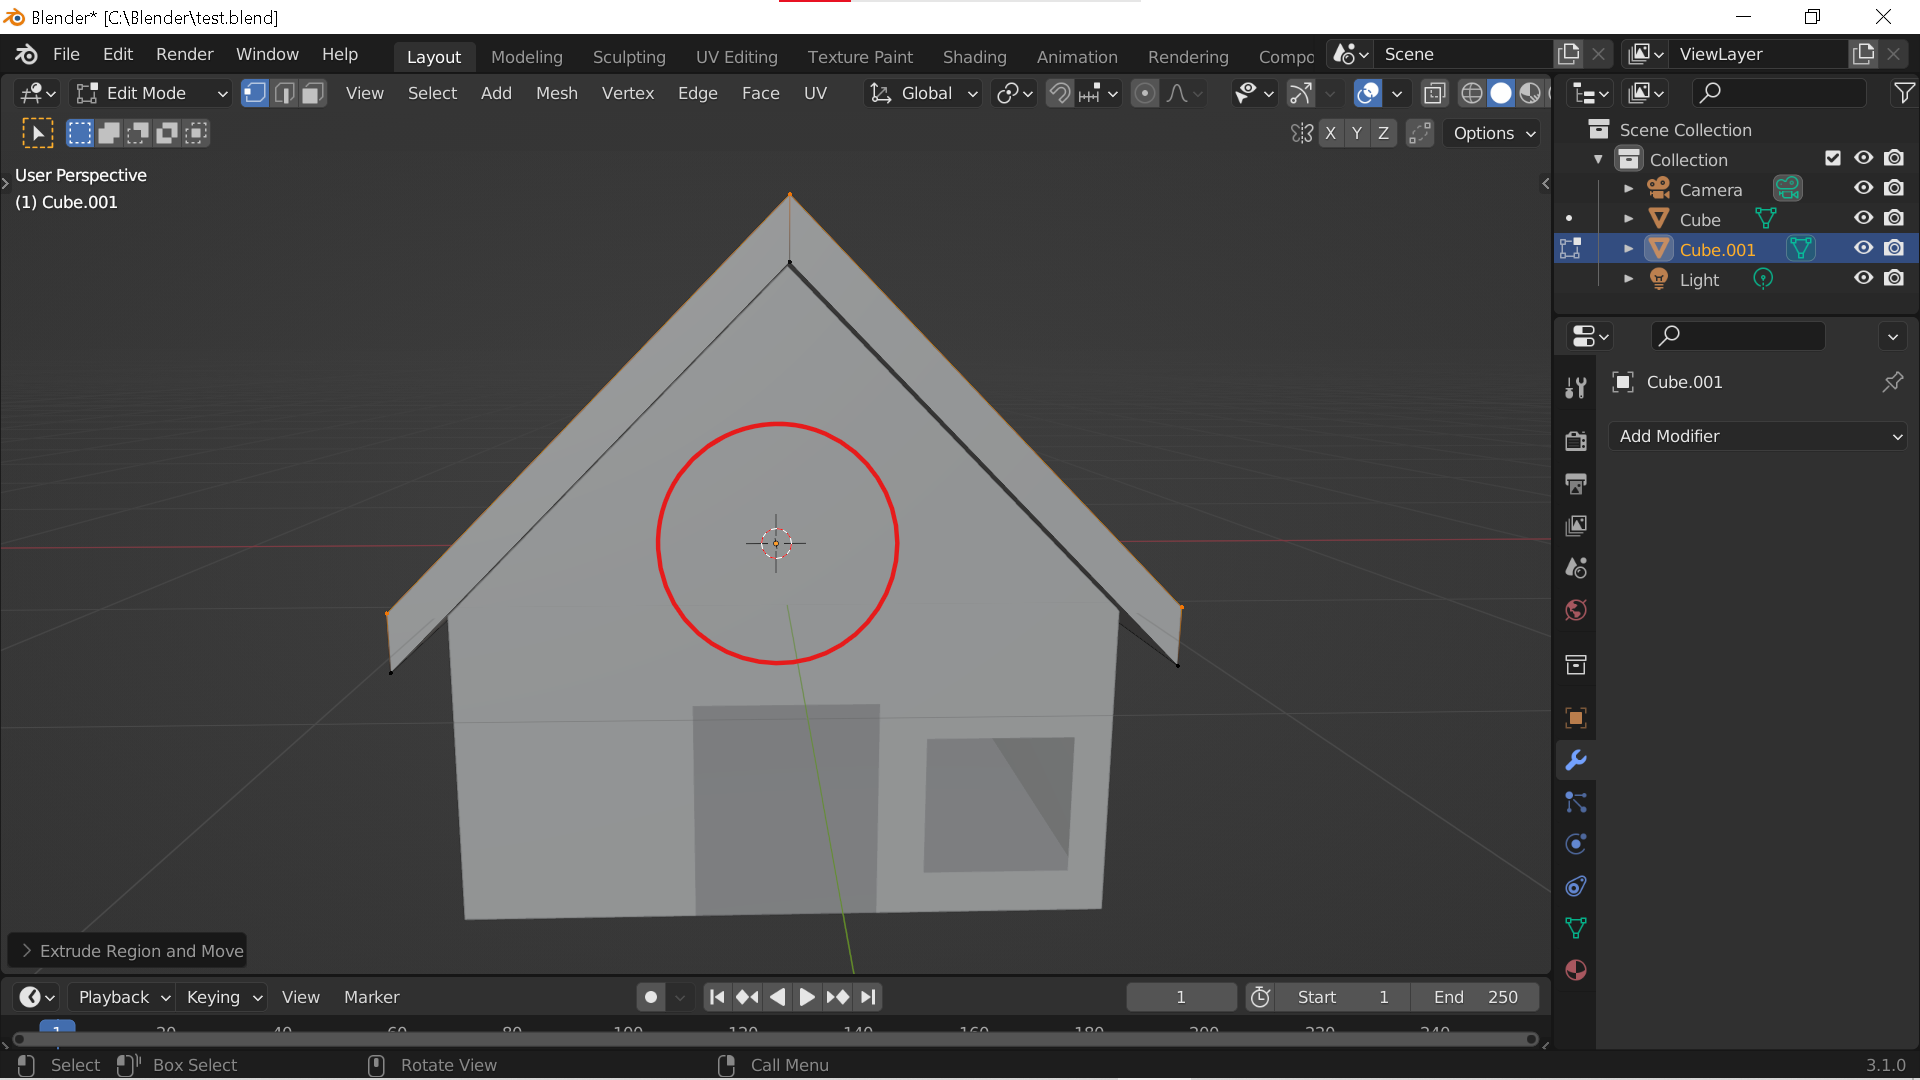 Blender* [C:\Blender\test.blend]
File Edit Render Window Help Layout Modeling Sculpting UV Editing Texture Paint Shading Animation Rendering Compo Scene ViewLayer
Edit Mode View Select Add Mesh Vertex Edge Face UV Global
X Y Z Options
User Perspective
(1) Cube.001
Scene Collection
Collection
Camera
Cube
Cube.001
Light
Cube.001
Add Modifier
Extrude Region and Move
Playback Keying View Marker 1 Start 1 End 250
1 20 40 60 80 100 120 140 160 180 200 220 240
Select Box Select Rotate View Call Menu 3.1.0